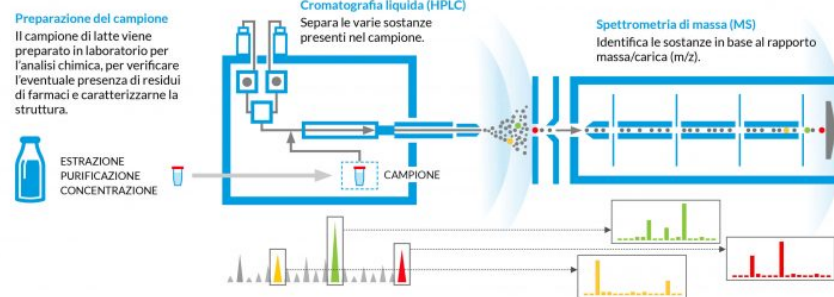 Preparazione del campione
Il campione di latte viene
preparato in laboratorio per
l'analisi chimica, per verificare
l'eventuale presenza di residui
di farmaci e caratterizzarne la
struttura.
ESTRAZIONE
PURIFICAZIONE
CONCENTRAZIONE
Cromatografia liquida (HPLC)
Separa le varie sostanze
presenti nel campione.
CAMPIONE
Spettrometria di massa (MS)
Identifica le sostanze in base al rapporto
massa/carica (m/z).